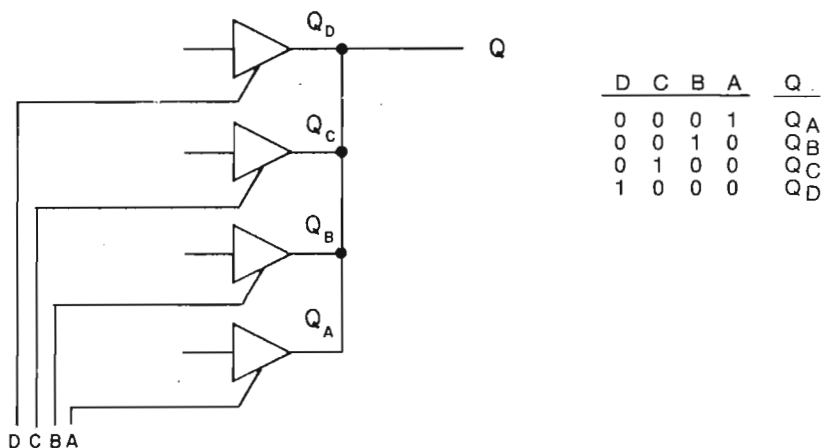 Q_D
Q
Q_C
Q_B
Q_A
D C B A
D C B A Q
0 0 0 1 Q_A
0 0 1 0 Q_B
0 1 0 0 Q_C
1 0 0 0 Q_D